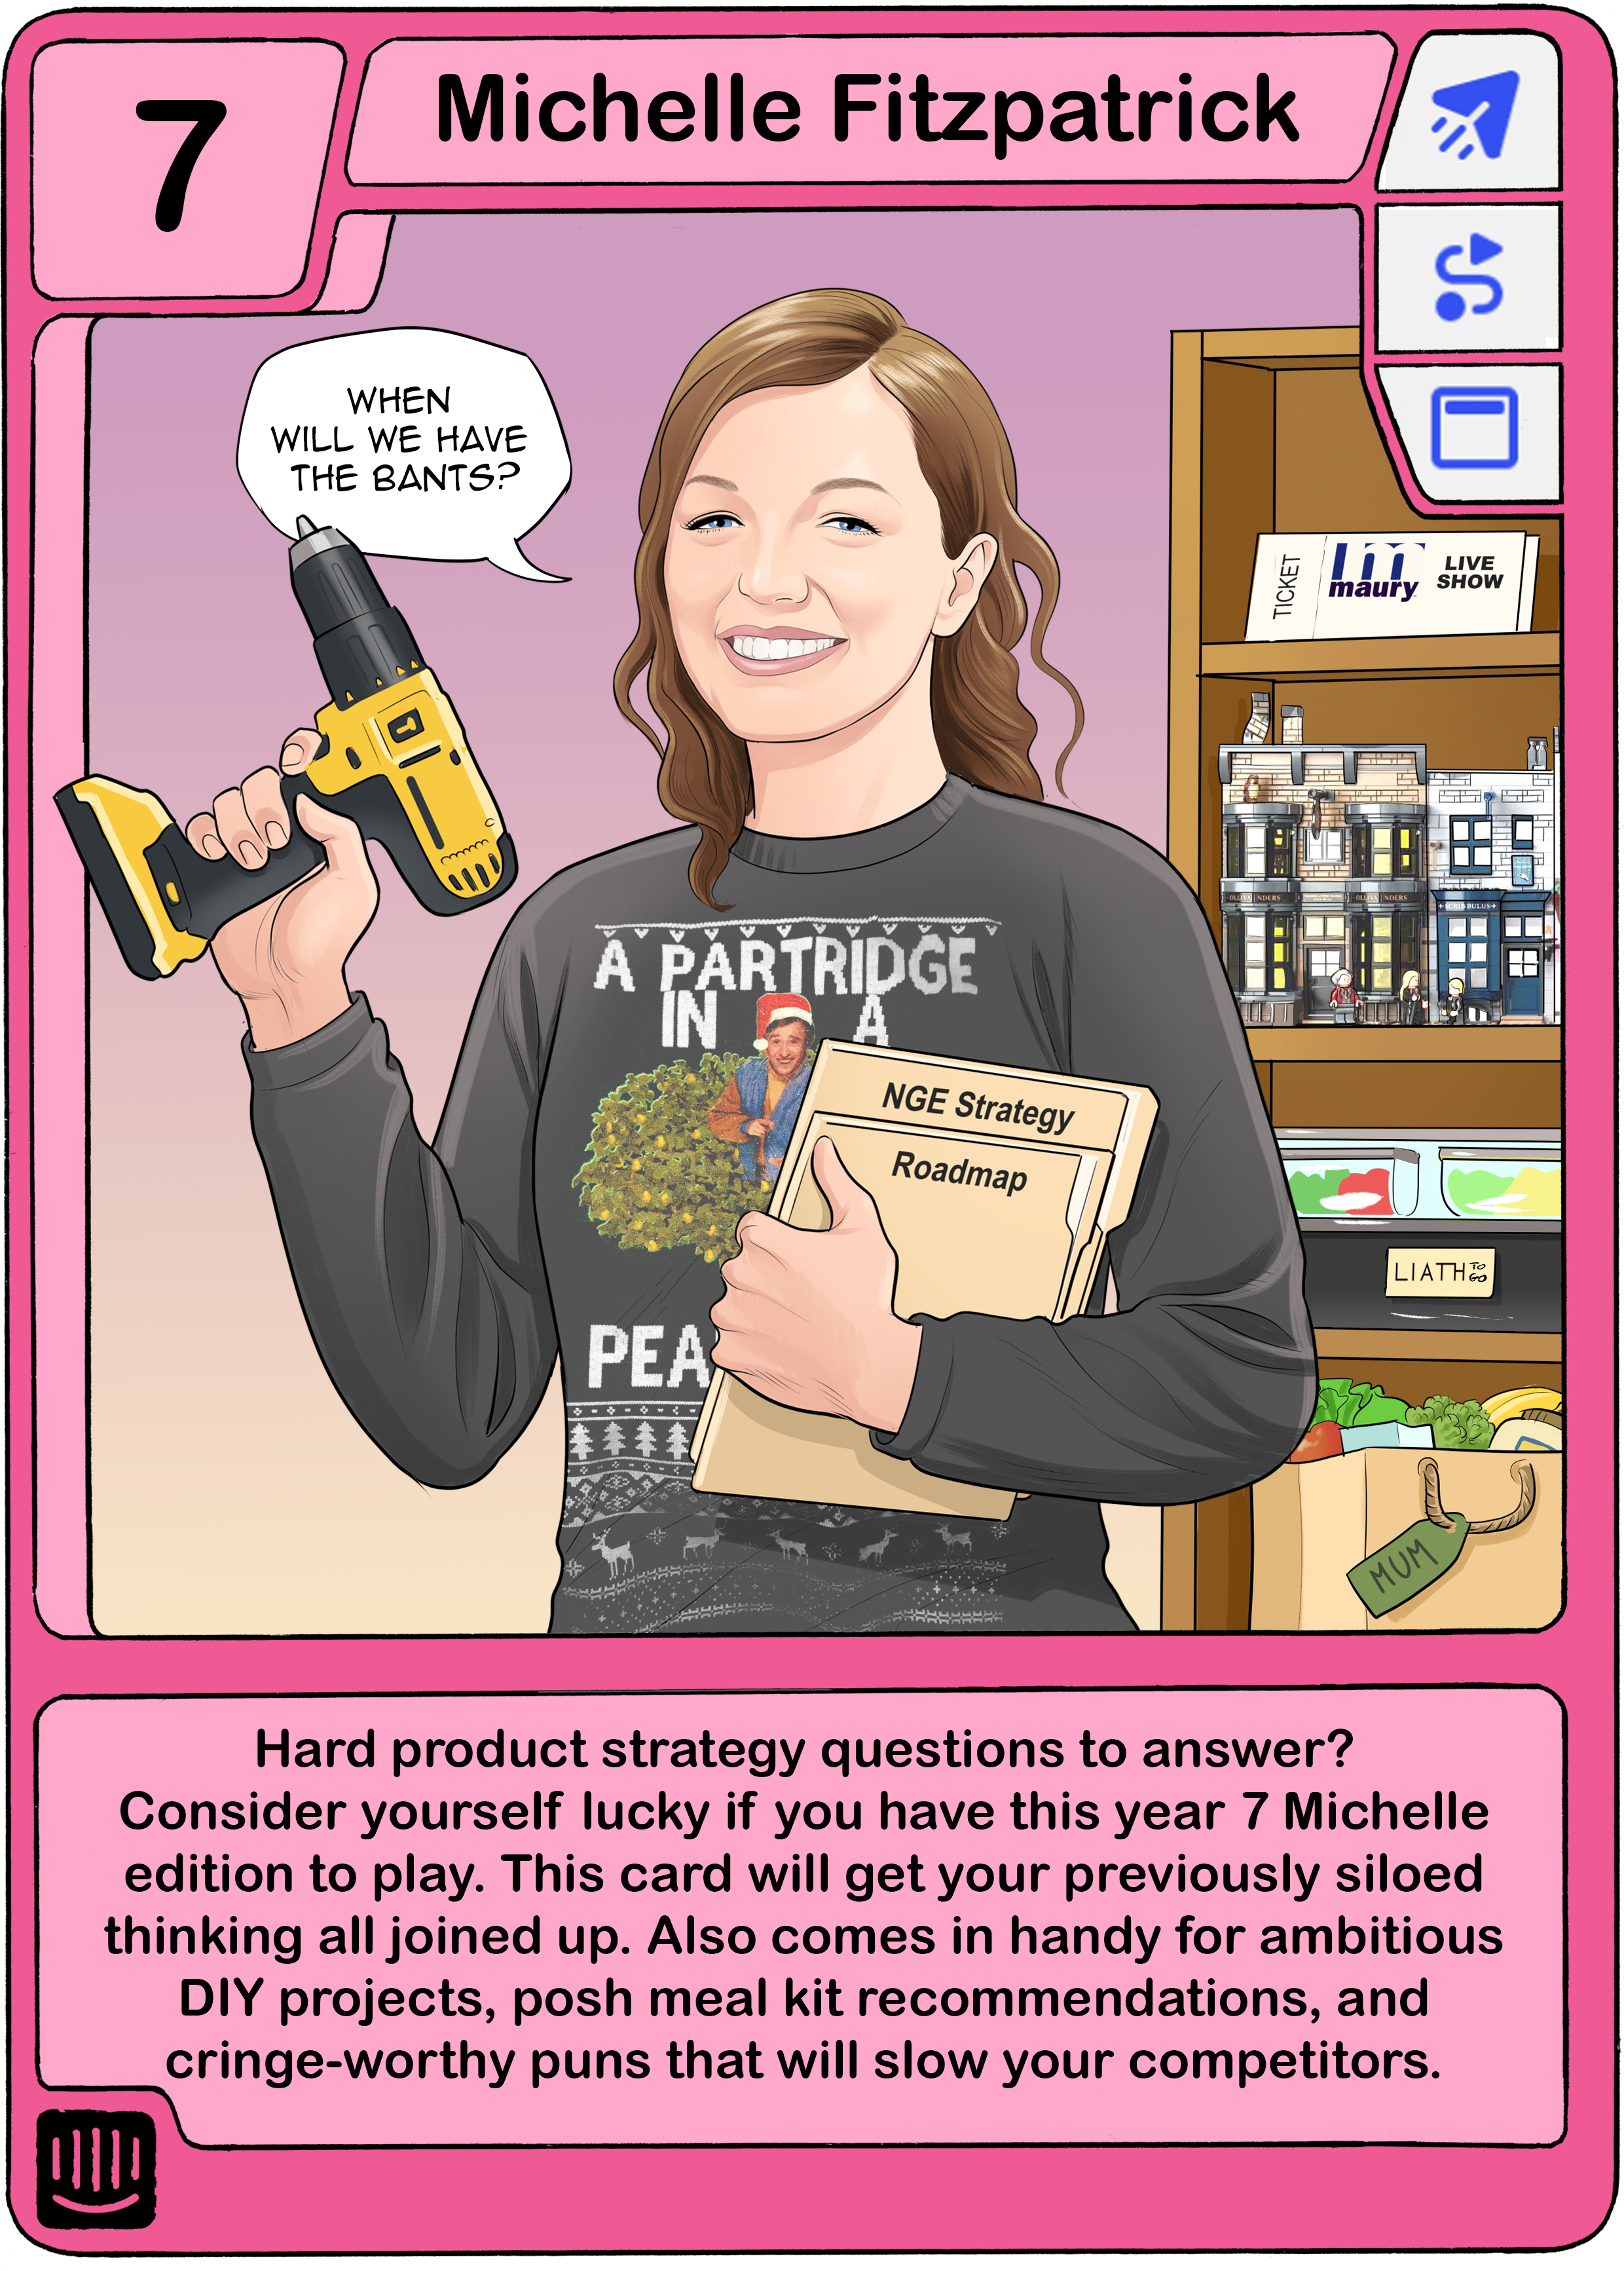 7
Michelle Fitzpatrick
WHEN
WILL WE HAVE
THE BANTS?
TICKET
maury
LIVE
SHOW
OLLIVANDERS
OLLIVANDERS
SCRIBBULUS
A PARTRIDGE
IN A
PEA
NGE Strategy
Roadmap
LIATH TO GO
MUM
Hard product strategy questions to answer?
Consider yourself lucky if you have this year 7 Michelle
edition to play. This card will get your previously siloed
thinking all joined up. Also comes in handy for ambitious
DIY projects, posh meal kit recommendations, and
cringe-worthy puns that will slow your competitors.